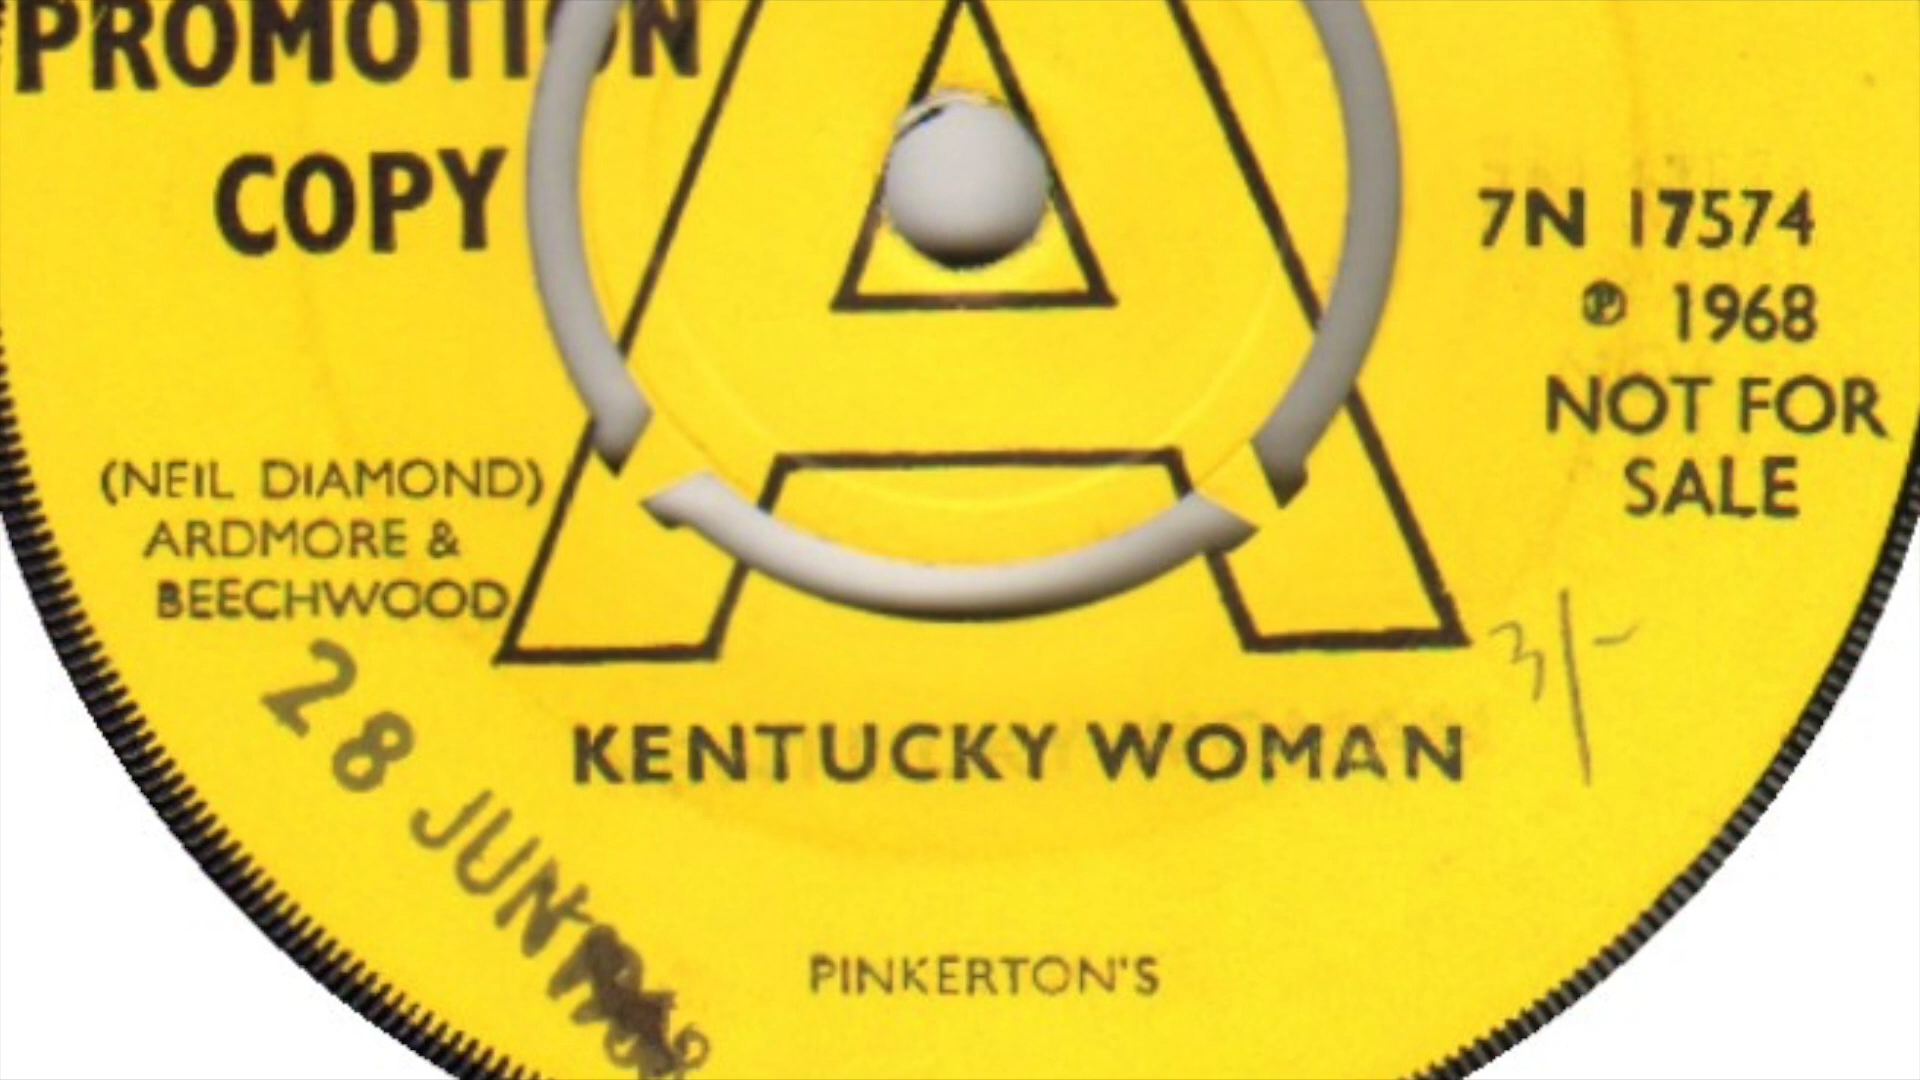 PROMOTION
COPY
A
7N 17574
℗ 1968
NOT FOR
SALE
(NEIL DIAMOND)
ARDMORE &
BEECHWOOD
3/-
28 JUN
KENTUCKY WOMAN
PINKERTON'S